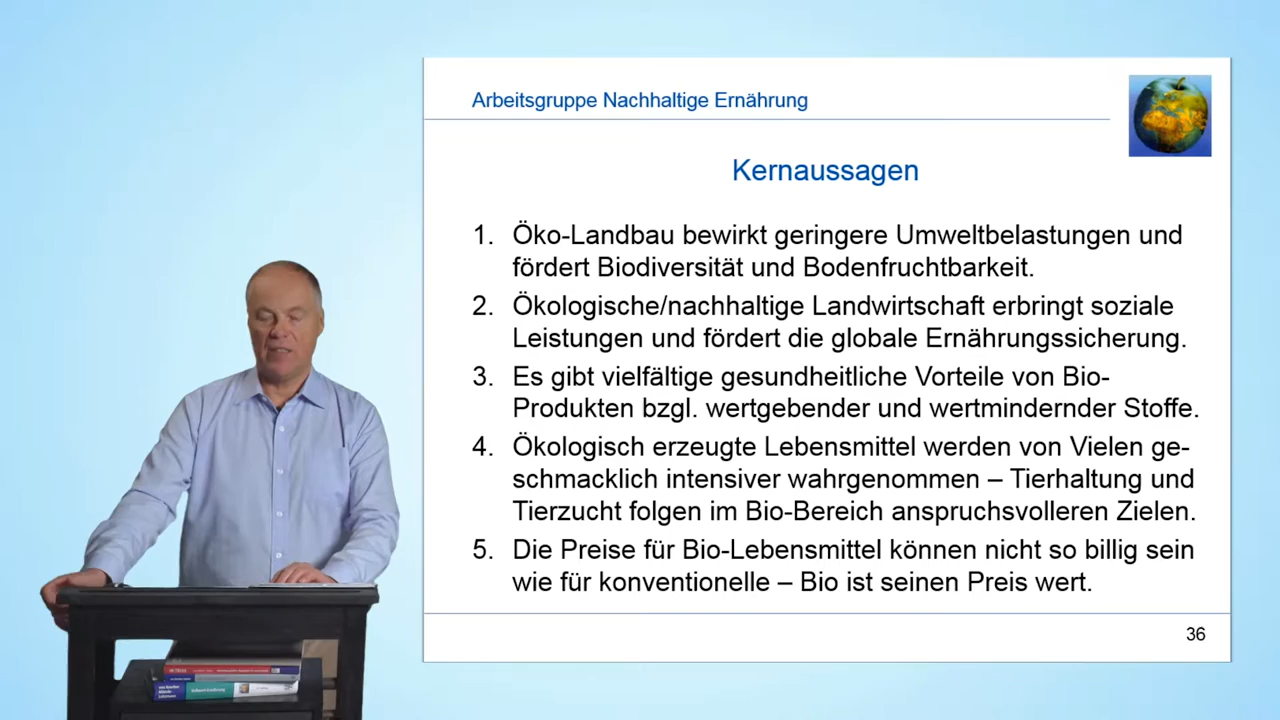 Arbeitsgruppe Nachhaltige Ernährung
Kernaussagen
1. Öko-Landbau bewirkt geringere Umweltbelastungen und
fördert Biodiversität und Bodenfruchtbarkeit.
2. Ökologische/nachhaltige Landwirtschaft erbringt soziale
Leistungen und fördert die globale Ernährungssicherung.
3. Es gibt vielfältige gesundheitliche Vorteile von Bio-
Produkten bzgl. wertgebender und wertmindernder Stoffe.
4. Ökologisch erzeugte Lebensmittel werden von Vielen ge-
schmacklich intensiver wahrgenommen – Tierhaltung und
Tierzucht folgen im Bio-Bereich anspruchsvolleren Zielen.
5. Die Preise für Bio-Lebensmittel können nicht so billig sein
wie für konventionelle – Bio ist seinen Preis wert.
36